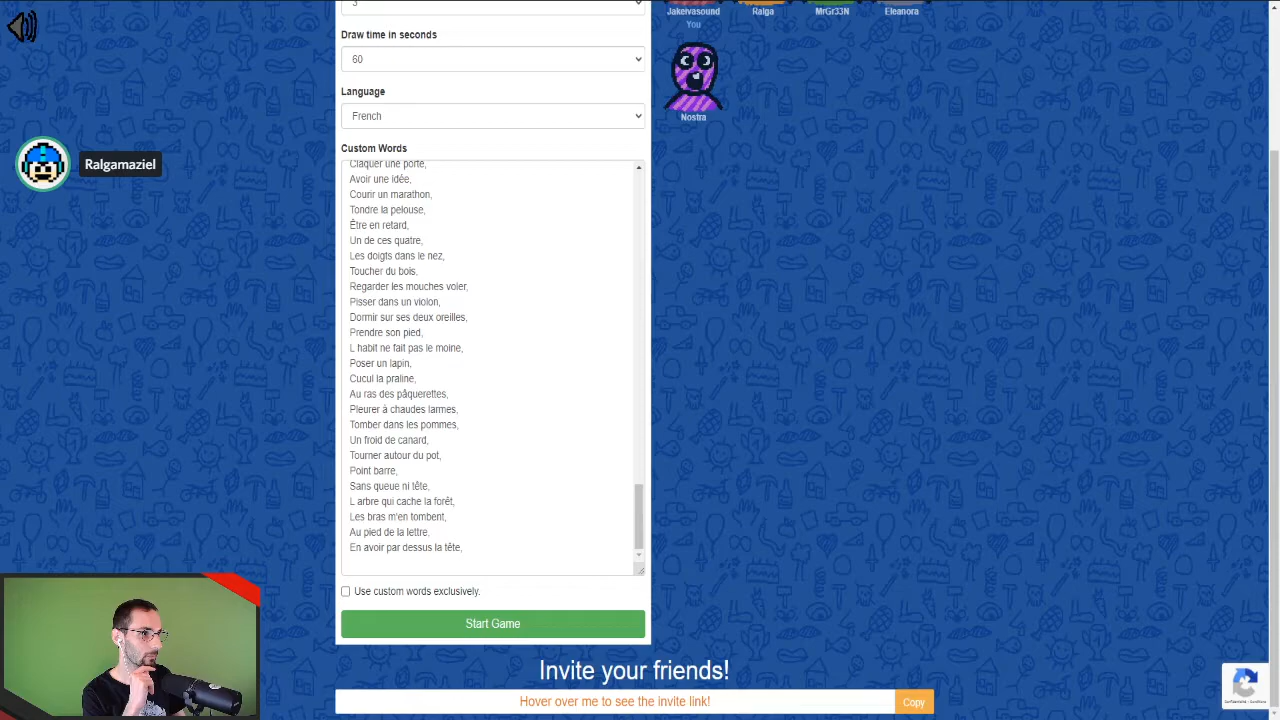 3
Jakeivasound
Ralga
MrGr33N
Eleanora
You
Nostra
Draw time in seconds
60
Language
French
Custom Words
Claquer une porte,
Avoir une idée,
Courir un marathon,
Tondre la pelouse,
Être en retard,
Un de ces quatre,
Les doigts dans le nez,
Toucher du bois,
Regarder les mouches voler,
Pisser dans un violon,
Dormir sur ses deux oreilles,
Prendre son pied,
L habit ne fait pas le moine,
Poser un lapin,
Cucul la praline,
Au ras des pâquerettes,
Pleurer à chaudes larmes,
Tomber dans les pommes,
Un froid de canard,
Tourner autour du pot,
Point barre,
Sans queue ni tête,
L arbre qui cache la forêt,
Les bras m'en tombent,
Au pied de la lettre,
En avoir par dessus la tête,
Use custom words exclusively.
Start Game
Invite your friends!
Hover over me to see the invite link!
Copy
Ralgamaziel